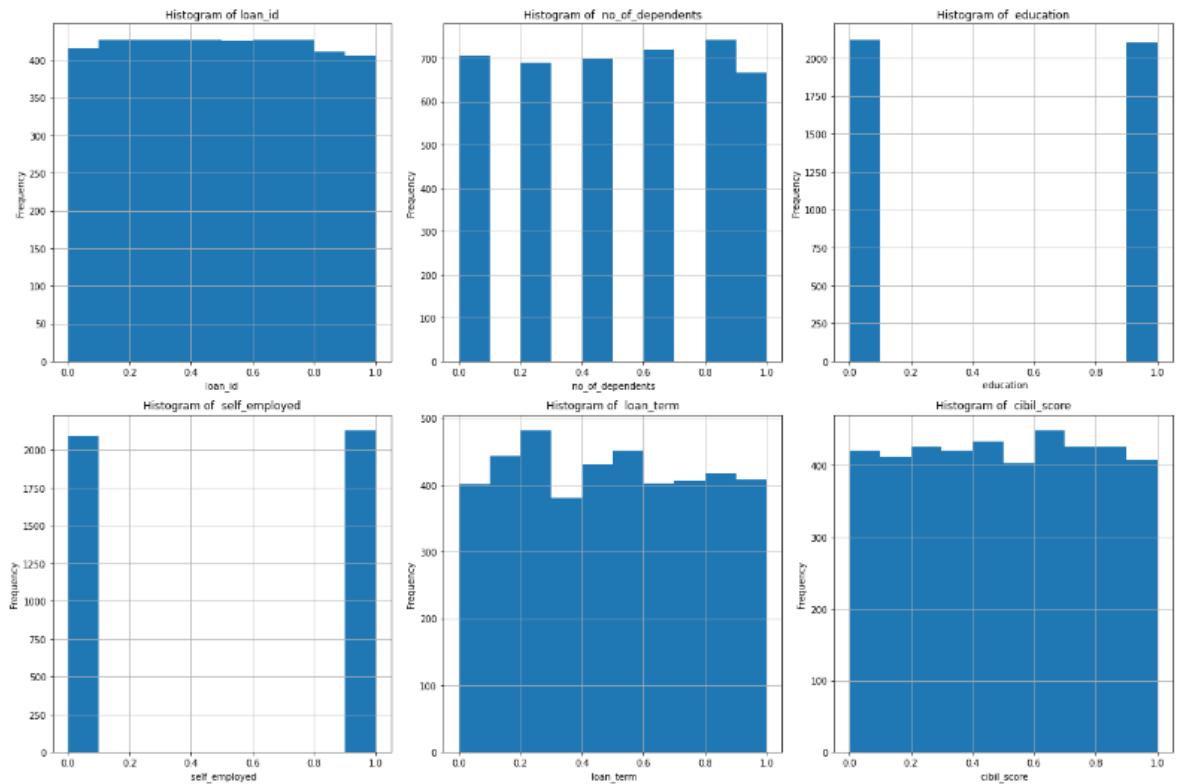 Histogram of loan_id
400
350
300
250
200
150
100
50
0
Frequency
0.0 0.2 0.4 0.6 0.8 1.0
loan_id
Histogram of no_of_dependents
700
600
500
400
300
200
100
0
Frequency
0.0 0.2 0.4 0.6 0.8 1.0
no_of_dependents
Histogram of education
2000
1750
1500
1250
1000
750
500
250
0
Frequency
0.0 0.2 0.4 0.6 0.8 1.0
education
Histogram of self_employed
2000
1750
1500
1250
1000
750
500
250
0
Frequency
0.0 0.2 0.4 0.6 0.8 1.0
self_employed
Histogram of loan_term
500
400
300
200
100
0
Frequency
0.0 0.2 0.4 0.6 0.8 1.0
loan_term
Histogram of cibil_score
400
300
200
100
0
Frequency
0.0 0.2 0.4 0.6 0.8 1.0
cibil_score